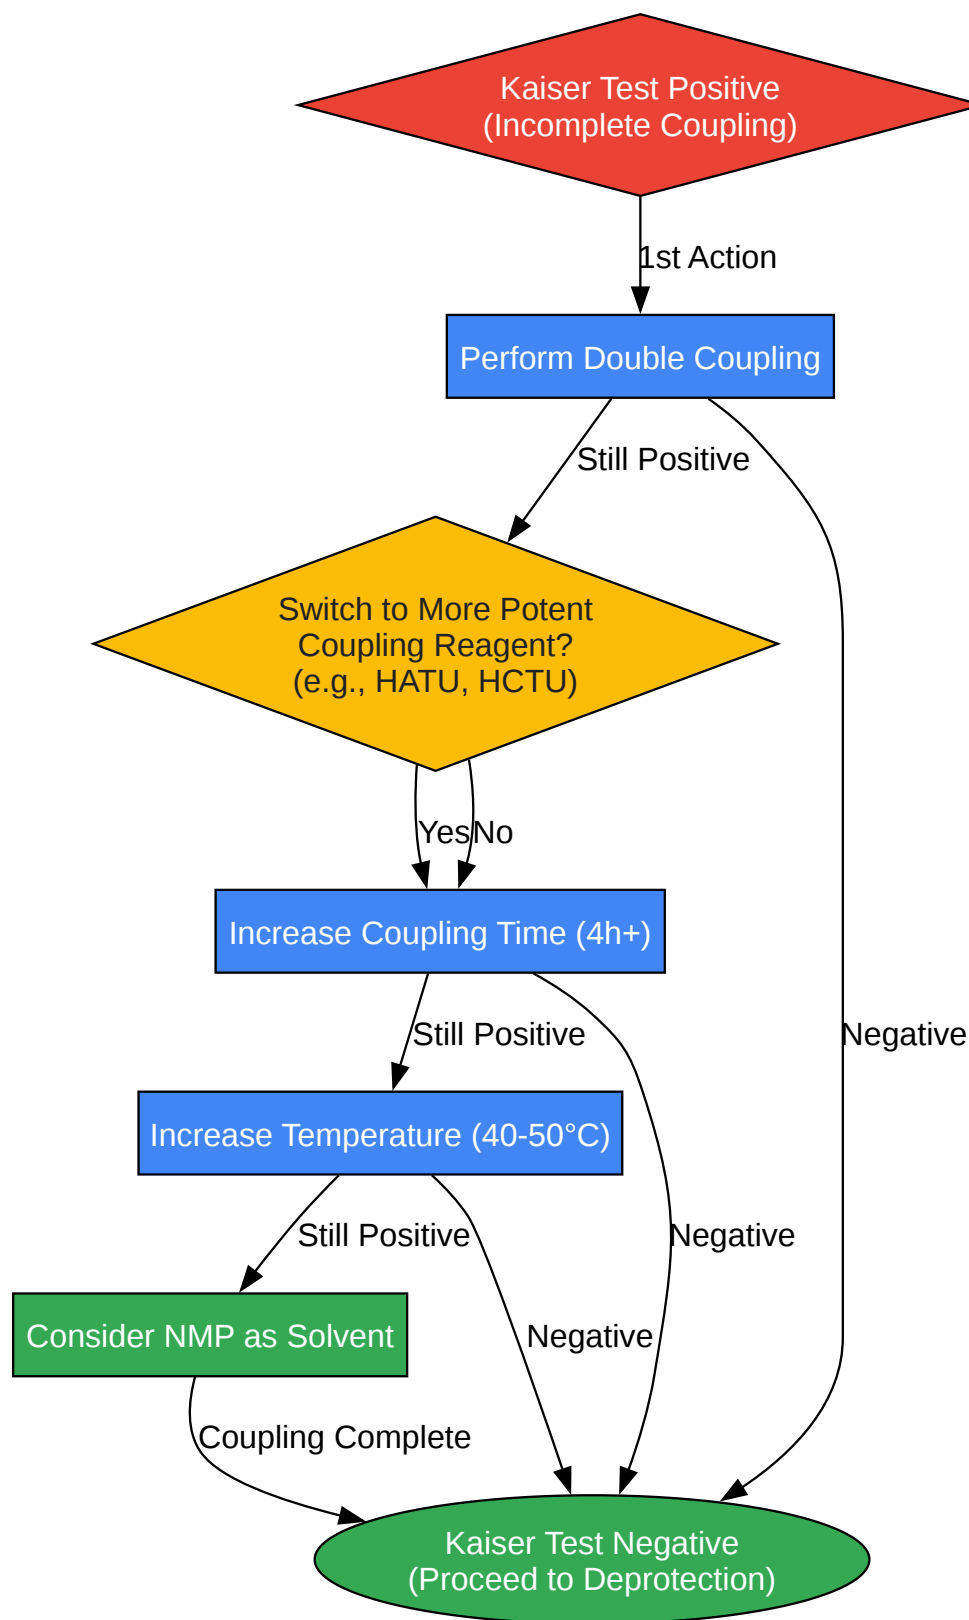 Kaiser Test Positive
(Incomplete Coupling)
1st Action
Perform Double Coupling
Still Positive
Switch to More Potent
Coupling Reagent?
(e.g., HATU, HCTU)
Yes
No
Increase Coupling Time (4h+)
Still Positive
Negative
Increase Temperature (40-50°C)
Still Positive
Negative
Consider NMP as Solvent
Negative
Coupling Complete
Kaiser Test Negative
(Proceed to Deprotection)